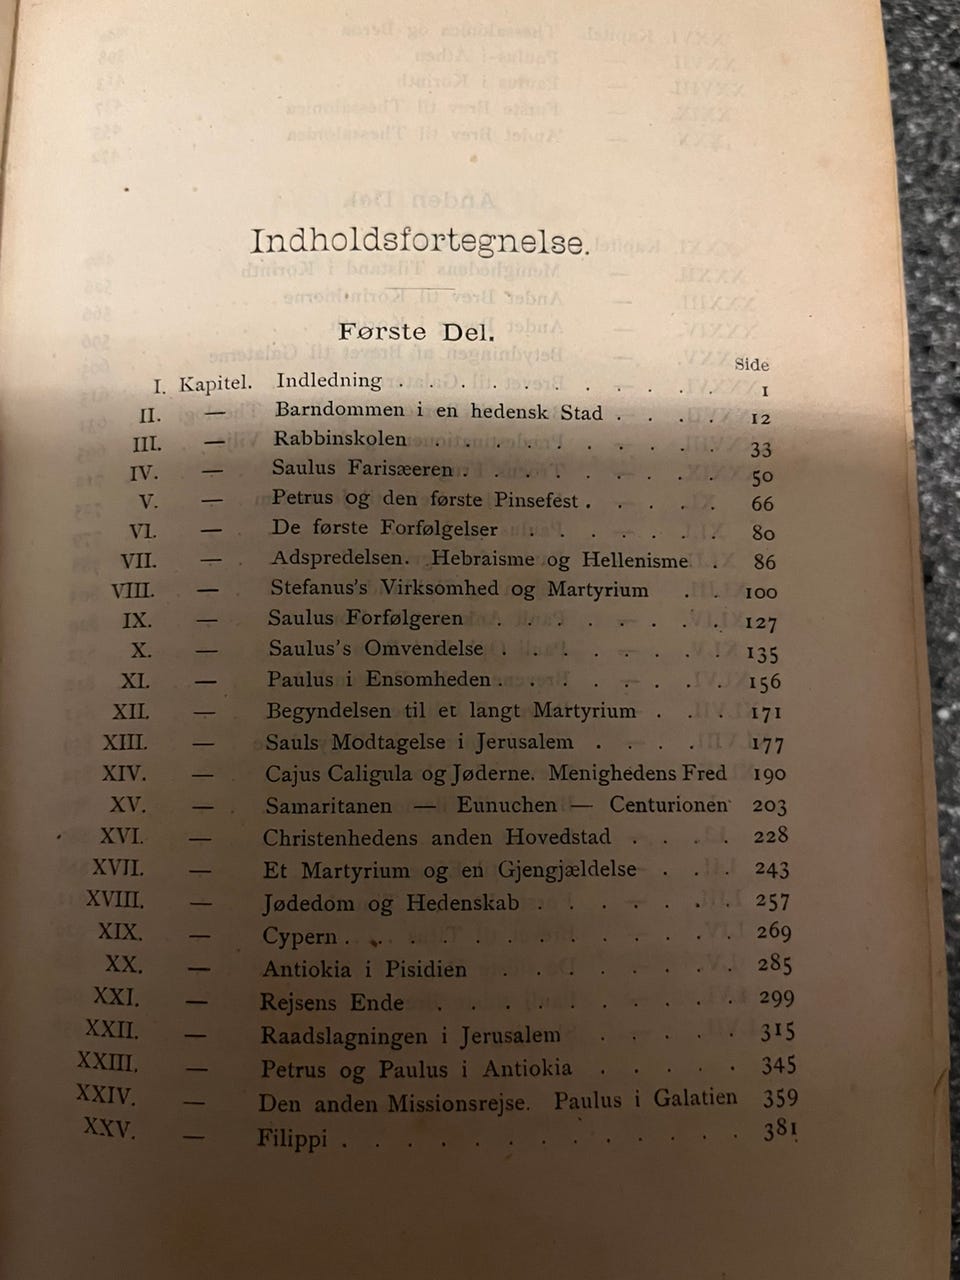 Indholdsfortegnelse.
Første Del.
Side
I. Kapitel. Indledning . . . . . . . . . . . 1
II. — Barndommen i en hedensk Stad . . . . 12
III. — Rabbinskolen . . . . . . . . . . 33
IV. — Saulus Farisæeren . . . . . . . . . 50
V. — Petrus og den første Pinsefest . . . . . 66
VI. — De første Forfølgelser . . . . . . . 80
VII. — Adspredelsen. Hebraisme og Hellenisme . 86
VIII. — Stefanus's Virksomhed og Martyrium . . 100
IX. — Saulus Forfølgeren . . . . . . . . 127
X. — Saulus's Omvendelse . . . . . . . . 135
XI. — Paulus i Ensomheden . . . . . . . . 156
XII. — Begyndelsen til et langt Martyrium . . . 171
XIII. — Sauls Modtagelse i Jerusalem . . . . 177
XIV. — Cajus Caligula og Jøderne. Menighedens Fred 190
XV. — Samaritanen — Eunuchen — Centurionen 203
XVI. — Christenhedens anden Hovedstad . . . . 228
XVII. — Et Martyrium og en Gjengjældelse . . . 243
XVIII. — Jødedom og Hedenskab . . . . . . . 257
XIX. — Cypern . . . . . . . . . . . . . 269
XX. — Antiokia i Pisidien . . . . . . . . 285
XXI. — Rejsens Ende . . . . . . . . . . 299
XXII. — Raadslagningen i Jerusalem . . . . . 315
XXIII. — Petrus og Paulus i Antiokia . . . . . 345
XXIV. — Den anden Missionsrejse. Paulus i Galatien 359
XXV. — Filippi . . . . . . . . . . . . . 381